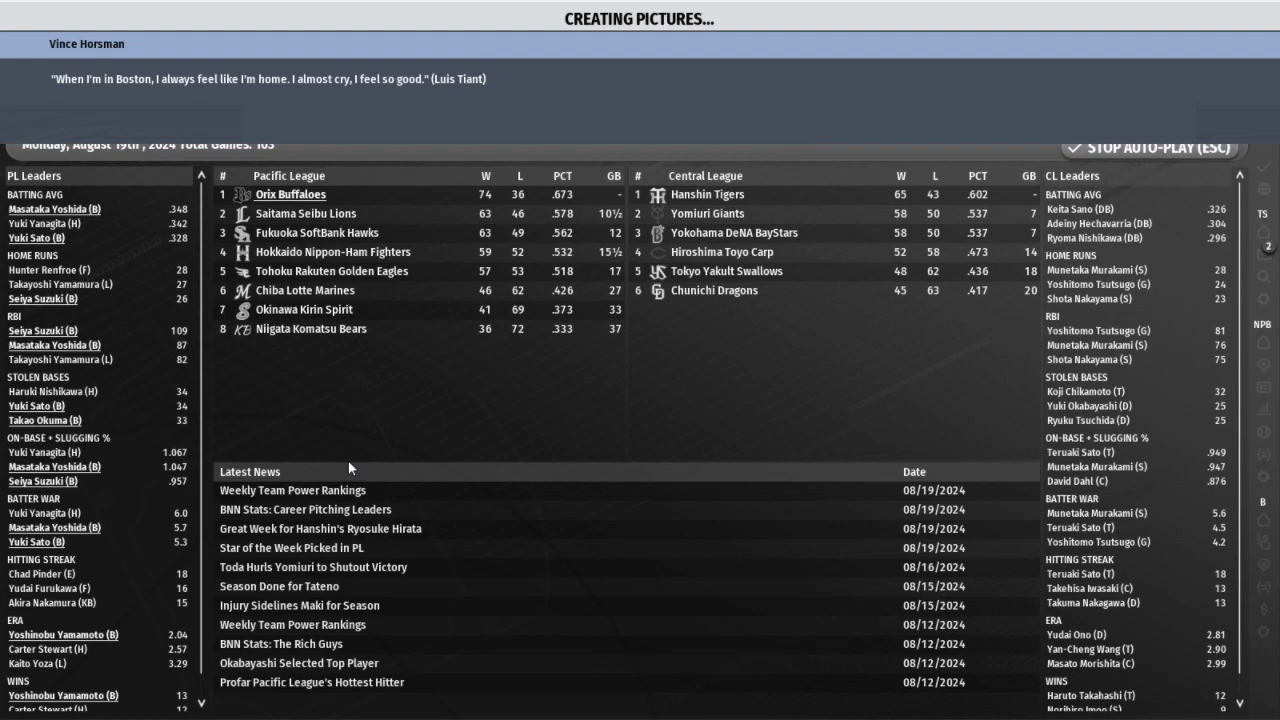 CREATING PICTURES...
Vince Horsman
"When I'm in Boston, I always feel like I'm home. I almost cry, I feel so good." (Luis Tiant)
Monday, August 19th, 2024 Total Games: 103
STOP AUTO-PLAY (ESC)
PL Leaders
BATTING AVG
Masataka Yoshida (B) .348
Yuki Yanagita (H) .342
Yuki Sato (B) .328
HOME RUNS
Hunter Renfroe (F) 28
Takayoshi Yamamura (L) 27
Seiya Suzuki (B) 26
RBI
Seiya Suzuki (B) 109
Masataka Yoshida (B) 87
Takayoshi Yamamura (L) 82
STOLEN BASES
Haruki Nishikawa (H) 34
Yuki Sato (B) 34
Takao Okuma (B) 33
ON-BASE + SLUGGING %
Yuki Yanagita (H) 1.067
Masataka Yoshida (B) 1.047
Seiya Suzuki (B) .957
BATTER WAR
Yuki Yanagita (H) 6.0
Masataka Yoshida (B) 5.7
Yuki Sato (B) 5.3
HITTING STREAK
Chad Pinder (E) 18
Yudai Furukawa (F) 16
Akira Nakamura (KB) 15
ERA
Yoshinobu Yamamoto (B) 2.04
Carter Stewart (H) 2.57
Kaito Yoza (L) 3.29
WINS
Yoshinobu Yamamoto (B) 13
Carter Stewart (H) 12
# Pacific League W L PCT GB
1 Orix Buffaloes 74 36 .673 -
2 Saitama Seibu Lions 63 46 .578 10½
3 Fukuoka SoftBank Hawks 63 49 .562 12
4 Hokkaido Nippon-Ham Fighters 59 52 .532 15½
5 Tohoku Rakuten Golden Eagles 57 53 .518 17
6 Chiba Lotte Marines 46 62 .426 27
7 Okinawa Kirin Spirit 41 69 .373 33
8 Niigata Komatsu Bears 36 72 .333 37
# Central League W L PCT GB
1 Hanshin Tigers 65 43 .602 -
2 Yomiuri Giants 58 50 .537 7
3 Yokohama DeNA BayStars 58 50 .537 7
4 Hiroshima Toyo Carp 52 58 .473 14
5 Tokyo Yakult Swallows 48 62 .436 18
6 Chunichi Dragons 45 63 .417 20
Latest News Date
Weekly Team Power Rankings 08/19/2024
BNN Stats: Career Pitching Leaders 08/19/2024
Great Week for Hanshin's Ryosuke Hirata 08/19/2024
Star of the Week Picked in PL 08/19/2024
Toda Hurls Yomiuri to Shutout Victory 08/16/2024
Season Done for Tateno 08/15/2024
Injury Sidelines Maki for Season 08/15/2024
Weekly Team Power Rankings 08/12/2024
BNN Stats: The Rich Guys 08/12/2024
Okabayashi Selected Top Player 08/12/2024
Profar Pacific League's Hottest Hitter 08/12/2024
CL Leaders
BATTING AVG
Keita Sano (DB) .326
Adeiny Hechavarria (DB) .304
Ryoma Nishikawa (DB) .296
HOME RUNS
Munetaka Murakami (S) 28
Yoshitomo Tsutsugo (G) 24
Shota Nakayama (S) 23
RBI
Yoshitomo Tsutsugo (G) 81
Munetaka Murakami (S) 76
Shota Nakayama (S) 75
STOLEN BASES
Koji Chikamoto (T) 32
Yuki Okabayashi (D) 25
Ryuku Tsuchida (D) 25
ON-BASE + SLUGGING %
Teruaki Sato (T) .949
Munetaka Murakami (S) .947
David Dahl (C) .876
BATTER WAR
Munetaka Murakami (S) 5.6
Teruaki Sato (T) 4.5
Yoshitomo Tsutsugo (G) 4.2
HITTING STREAK
Teruaki Sato (T) 18
Takehisa Iwasaki (C) 13
Takuma Nakagawa (D) 13
ERA
Yudai Ono (D) 2.81
Yan-Cheng Wang (T) 2.90
Masato Morishita (C) 2.99
WINS
Haruto Takahashi (T) 12
TS
2
NPB
B